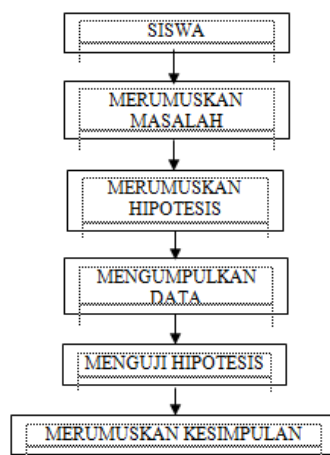 SISWA
MERUMUSKAN
MASALAH
MERUMUSKAN
HIPOTESIS
MENGUMPULKAN
DATA
MENGUJI HIPOTESIS
MERUMUSKAN KESIMPULAN